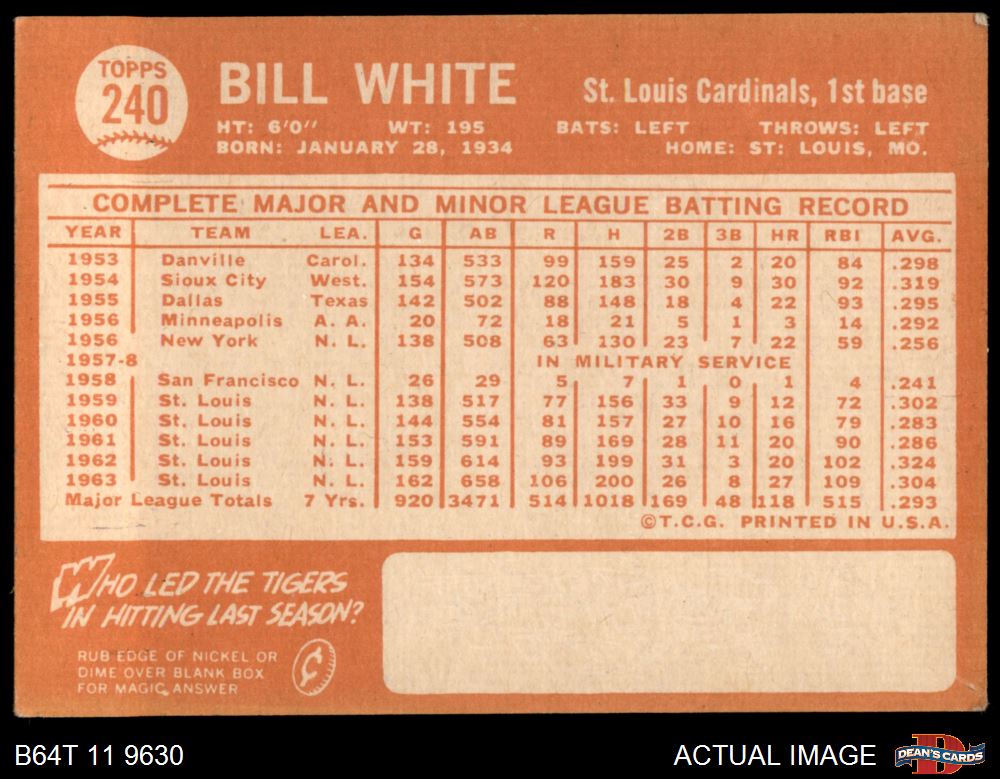 TOPPS
240
BILL WHITE
St. Louis Cardinals, 1st base
HT: 6'0" WT: 195 BATS: LEFT THROWS: LEFT
BORN: JANUARY 28, 1934 HOME: ST: LOUIS, MO.
COMPLETE MAJOR AND MINOR LEAGUE BATTING RECORD
YEAR TEAM LEA. G AB R H 2B 3B HR RBI AVG.
1953 Danville Carol. 134 533 99 159 25 2 20 84 .298
1954 Sioux City West. 154 573 120 183 30 9 30 92 .319
1955 Dallas Texas 142 502 88 148 18 4 22 93 .295
1956 Minneapolis A. A. 20 72 18 21 5 1 3 14 .292
1956 New York N. L. 138 508 63 130 23 7 22 59 .256
1957-8 IN MILITARY SERVICE
1958 San Francisco N. L. 26 29 5 7 1 0 1 4 .241
1959 St. Louis N. L. 138 517 77 156 33 9 12 72 .302
1960 St. Louis N. L. 144 554 81 157 27 10 16 79 .283
1961 St. Louis N. L. 153 591 89 169 28 11 20 90 .286
1962 St. Louis N. L. 159 614 93 199 31 3 20 102 .324
1963 St. Louis N. L. 162 658 106 200 26 8 27 109 .304
Major League Totals 7 Yrs. 920 3471 514 1018 169 48 118 515 .293
©T.C.G. PRINTED IN U.S.A.
WHO LED THE TIGERS
IN HITTING LAST SEASON?
RUB EDGE OF NICKEL OR
DIME OVER BLANK BOX
FOR MAGIC ANSWER
B64T 11 9630 ACTUAL IMAGE DEAN'S CARDS